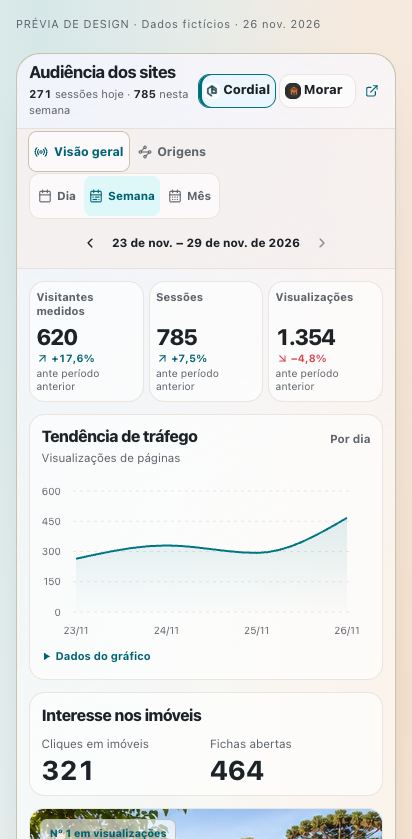 PRÉVIA DE DESIGN · Dados fictícios · 26 nov. 2026
Audiência dos sites
271 sessões hoje · 785 nesta
semana
Cordial
Morar
Visão geral
Origens
Dia
Semana
Mês
23 de nov. – 29 de nov. de 2026
Visitantes
medidos
620
+17,6%
ante período
anterior
Sessões
785
+7,5%
ante período
anterior
Visualizações
1.354
−4,8%
ante período
anterior
Tendência de tráfego
Por dia
Visualizações de páginas
600
450
300
150
0
23/11
24/11
25/11
26/11
Dados do gráfico
Interesse nos imóveis
Cliques em imóveis
321
Fichas abertas
464
Nº 1 em visualizações